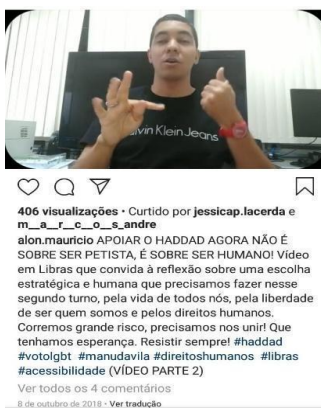 alvin Klein Jeans
406 visualizações • Curtido por jessicap.lacerda e
m__a__r__c__o__s_andre
alon.mauricio APOIAR O HADDAD AGORA NÃO É
SOBRE SER PETISTA, É SOBRE SER HUMANO! Vídeo
em Libras que convida à reflexão sobre uma escolha
estratégica e humana que precisamos fazer nesse
segundo turno, pela vida de todos nós, pela liberdade
de ser quem somos e pelos direitos humanos.
Corremos grande risco, precisamos nos unir! Que
tenhamos esperança. Resistir sempre! #haddad
#votolgbt #manudavila #direitoshumanos #libras
#acessibilidade (VÍDEO PARTE 2)
Ver todos os 4 comentários
8 de outubro de 2018 • Ver tradução